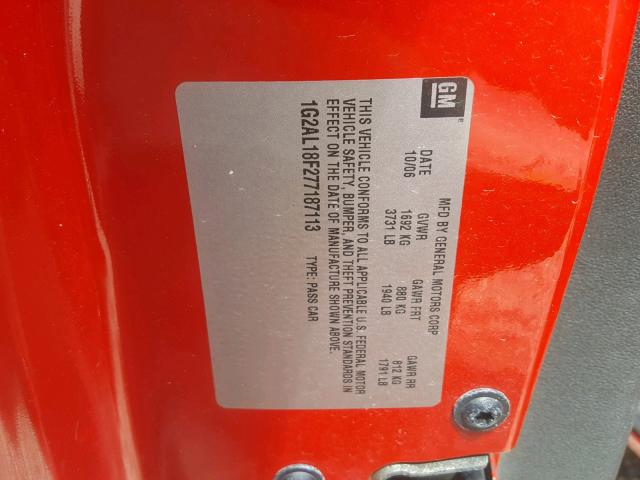 GM
MFD BY GENERAL MOTORS CORP
DATE GVWR GAWR FRT GAWR RR
10/06 1692 KG 880 KG 812 KG
3731 LB 1940 LB 1791 LB
THIS VEHICLE CONFORMS TO ALL APPLICABLE U.S. FEDERAL MOTOR
VEHICLE SAFETY, BUMPER, AND THEFT PREVENTION STANDARDS IN
EFFECT ON THE DATE OF MANUFACTURE SHOWN ABOVE.
1G2AL18F277187113 TYPE: PASS CAR